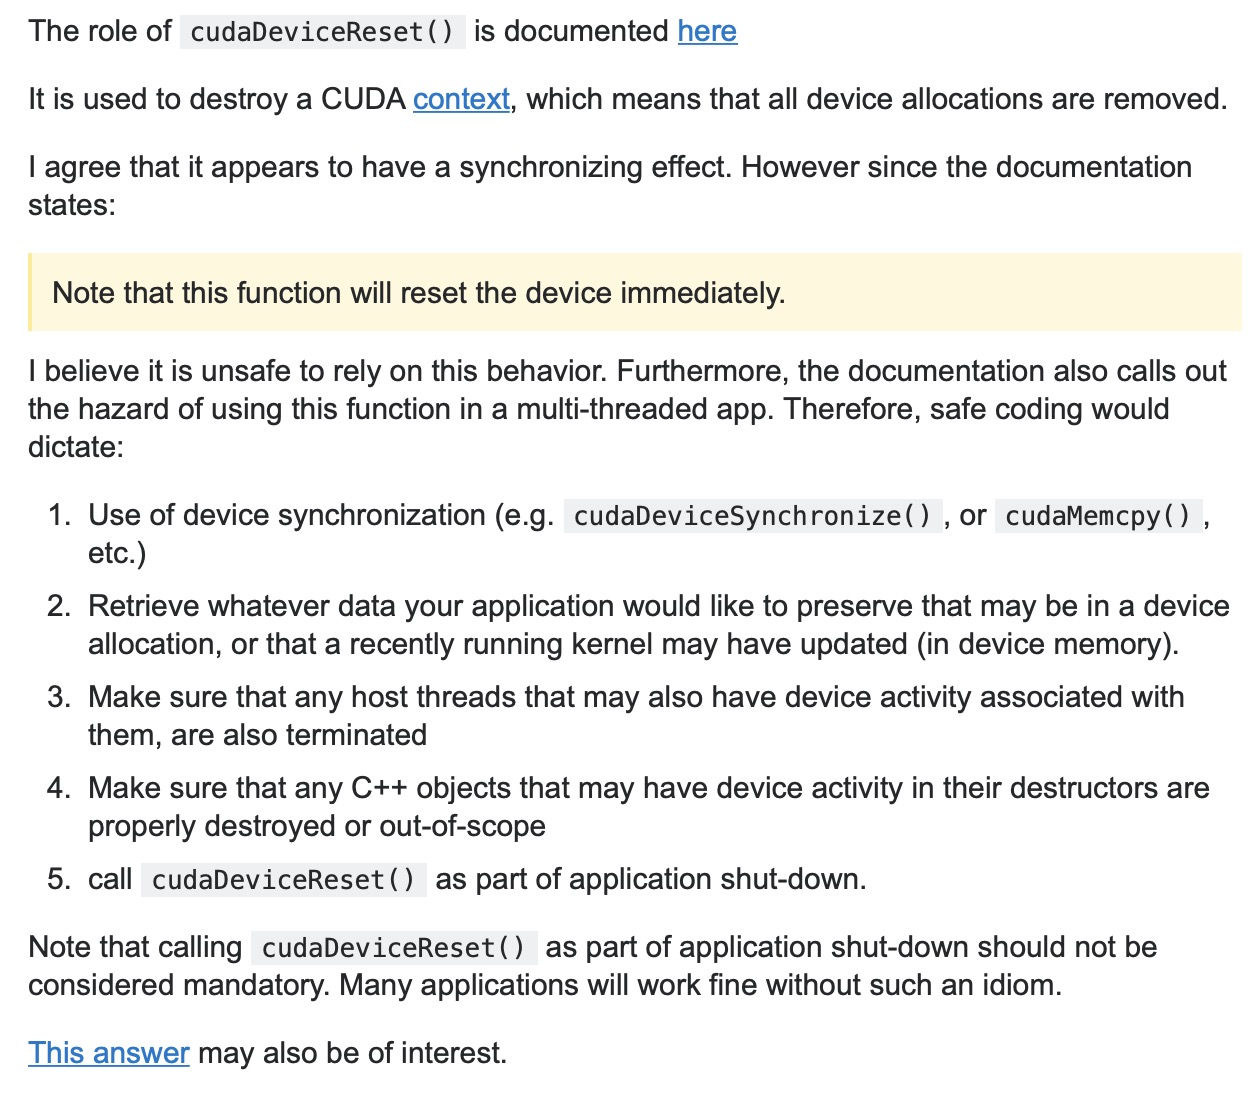 The role of cudaDeviceReset() is documented here
It is used to destroy a CUDA context, which means that all device allocations are removed.
I agree that it appears to have a synchronizing effect. However since the documentation
states:
Note that this function will reset the device immediately.
I believe it is unsafe to rely on this behavior. Furthermore, the documentation also calls out
the hazard of using this function in a multi-threaded app. Therefore, safe coding would
dictate:
1. Use of device synchronization (e.g. cudaDeviceSynchronize() , or cudaMemcpy() ,
etc.)
2. Retrieve whatever data your application would like to preserve that may be in a device
allocation, or that a recently running kernel may have updated (in device memory).
3. Make sure that any host threads that may also have device activity associated with
them, are also terminated
4. Make sure that any C++ objects that may have device activity in their destructors are
properly destroyed or out-of-scope
5. call cudaDeviceReset() as part of application shut-down.
Note that calling cudaDeviceReset() as part of application shut-down should not be
considered mandatory. Many applications will work fine without such an idiom.
This answer may also be of interest.